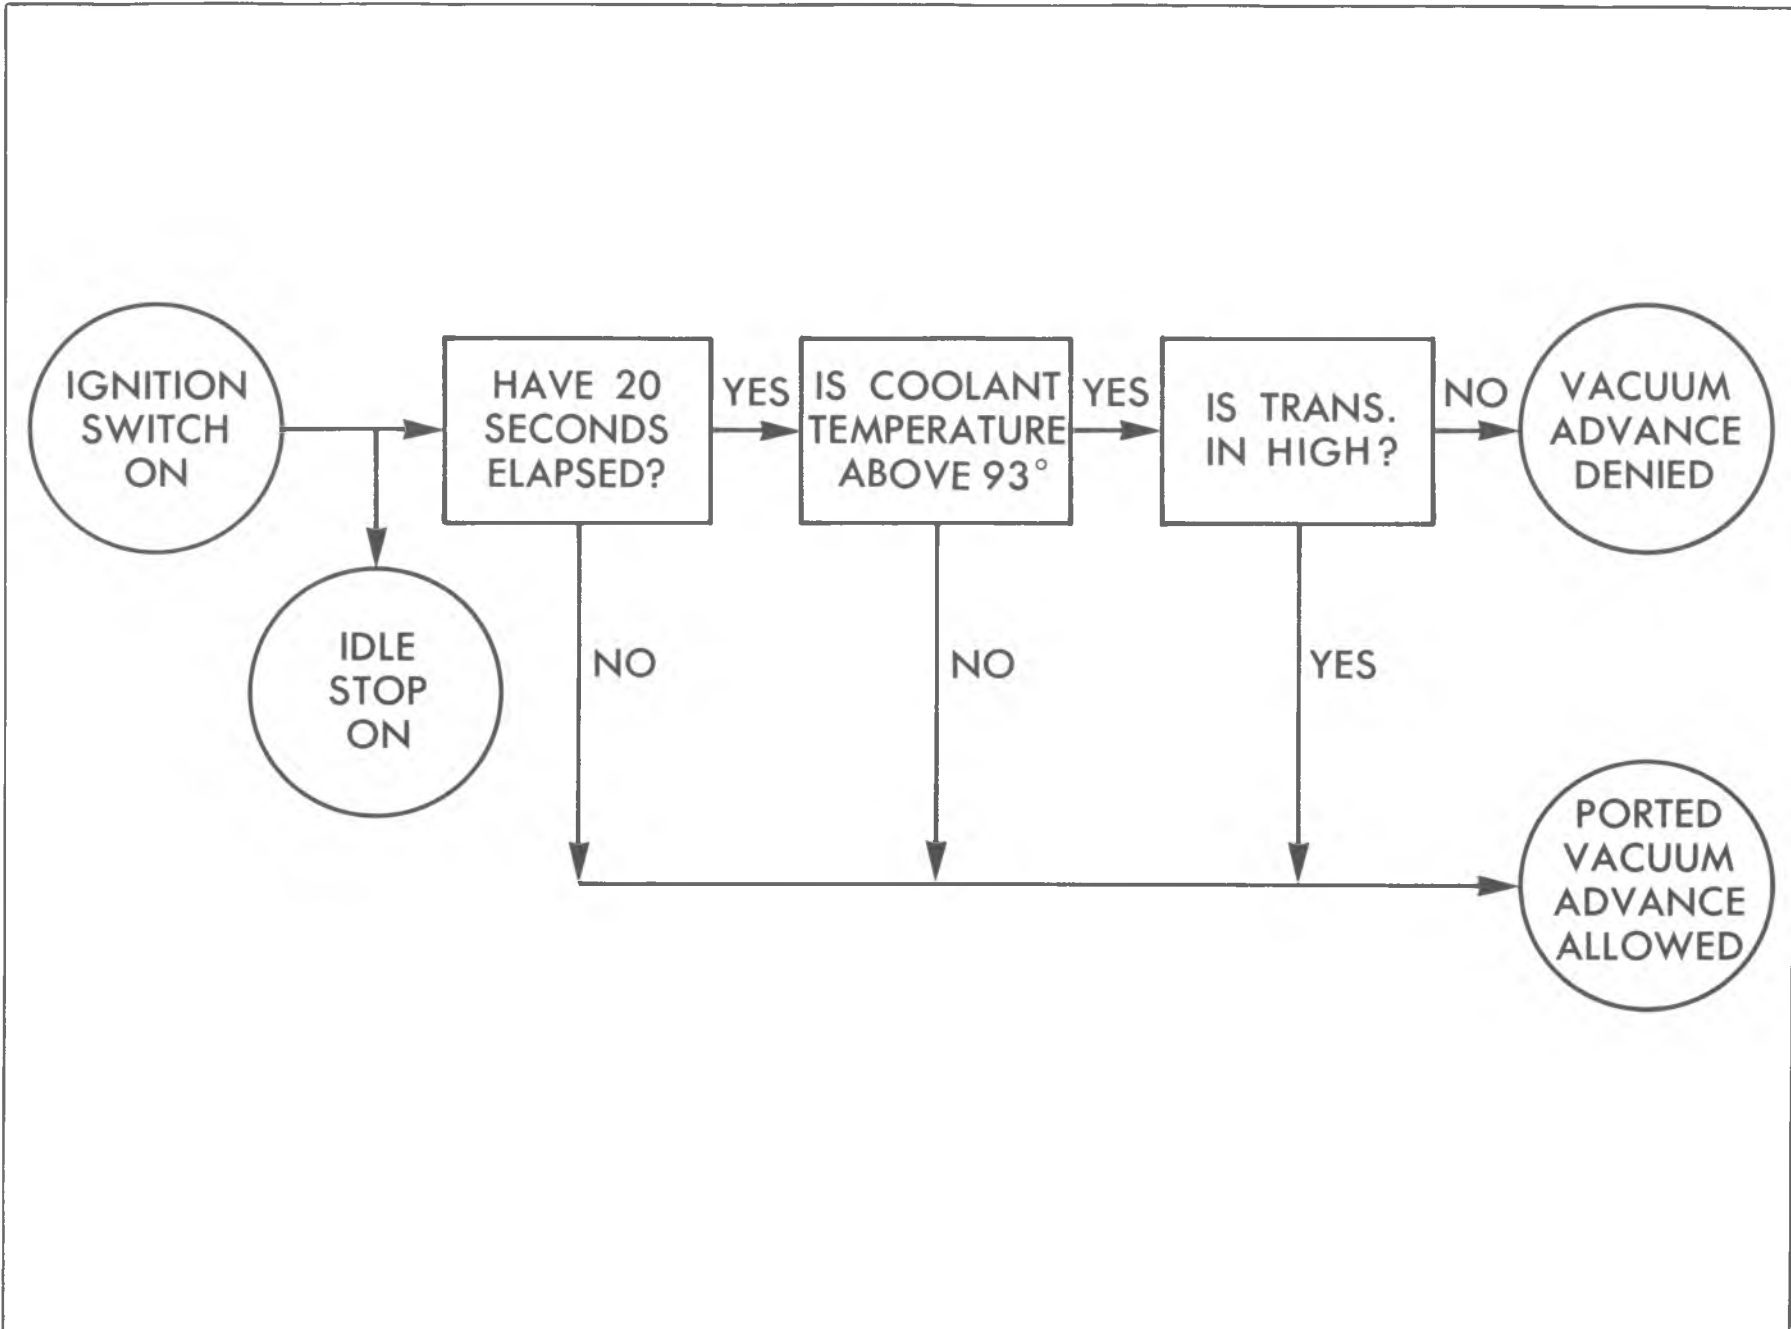 IGNITION
SWITCH
ON
IDLE
STOP
ON
HAVE 20
SECONDS
ELAPSED?
YES
NO
IS COOLANT
TEMPERATURE
ABOVE 93°
YES
NO
IS TRANS.
IN HIGH?
NO
YES
VACUUM
ADVANCE
DENIED
PORTED
VACUUM
ADVANCE
ALLOWED